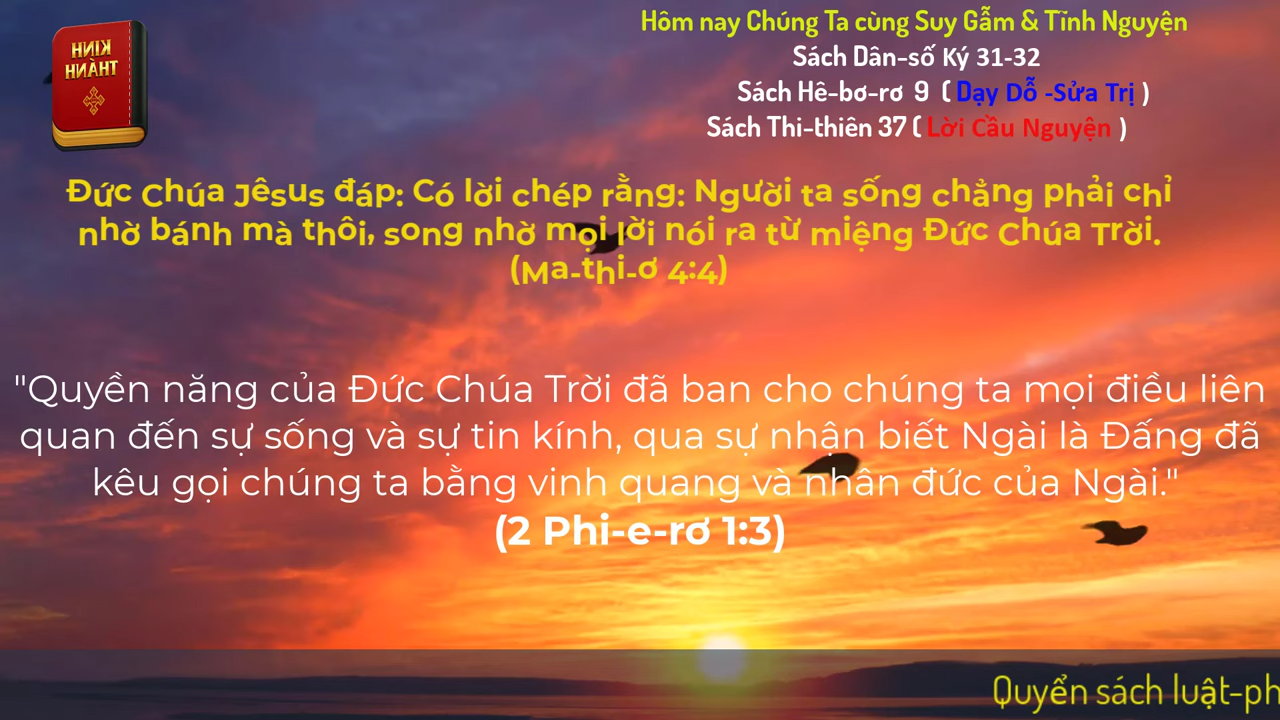 KINH
THÀNH
Hôm nay Chúng Ta cùng Suy Gẫm & Tĩnh Nguyện
Sách Dân-số Ký 31-32
Sách Hê-bơ-rơ 9 ( Dạy Dỗ -Sửa Trị )
Sách Thi-thiên 37 ( Lời Cầu Nguyện )
Đức Chúa Jêsus đáp: Có lời chép rằng: Người ta sống chẳng phải chỉ
nhờ bánh mà thôi, song nhờ mọi lời nói ra từ miệng Đức Chúa Trời.
(Ma-thi-ơ 4:4)
"Quyền năng của Đức Chúa Trời đã ban cho chúng ta mọi điều liên
quan đến sự sống và sự tin kính, qua sự nhận biết Ngài là Đấng đã
kêu gọi chúng ta bằng vinh quang và nhân đức của Ngài."
(2 Phi-e-rơ 1:3)
Quyển sách luật-ph